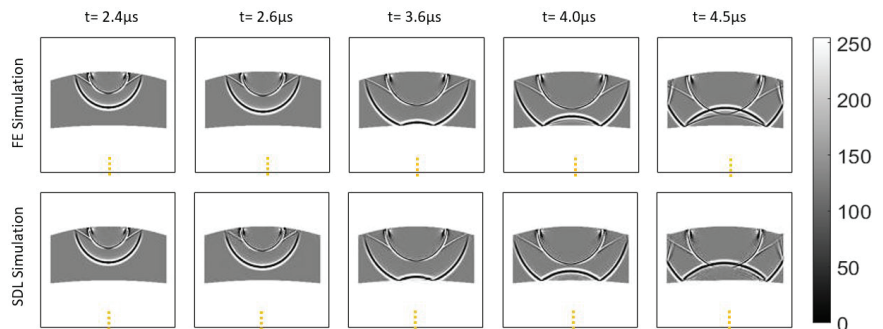 t= 2.4μs
t= 2.6μs
t= 3.6μs
t= 4.0μs
t= 4.5μs
FE Simulation
SDL Simulation
250
200
150
100
50
0